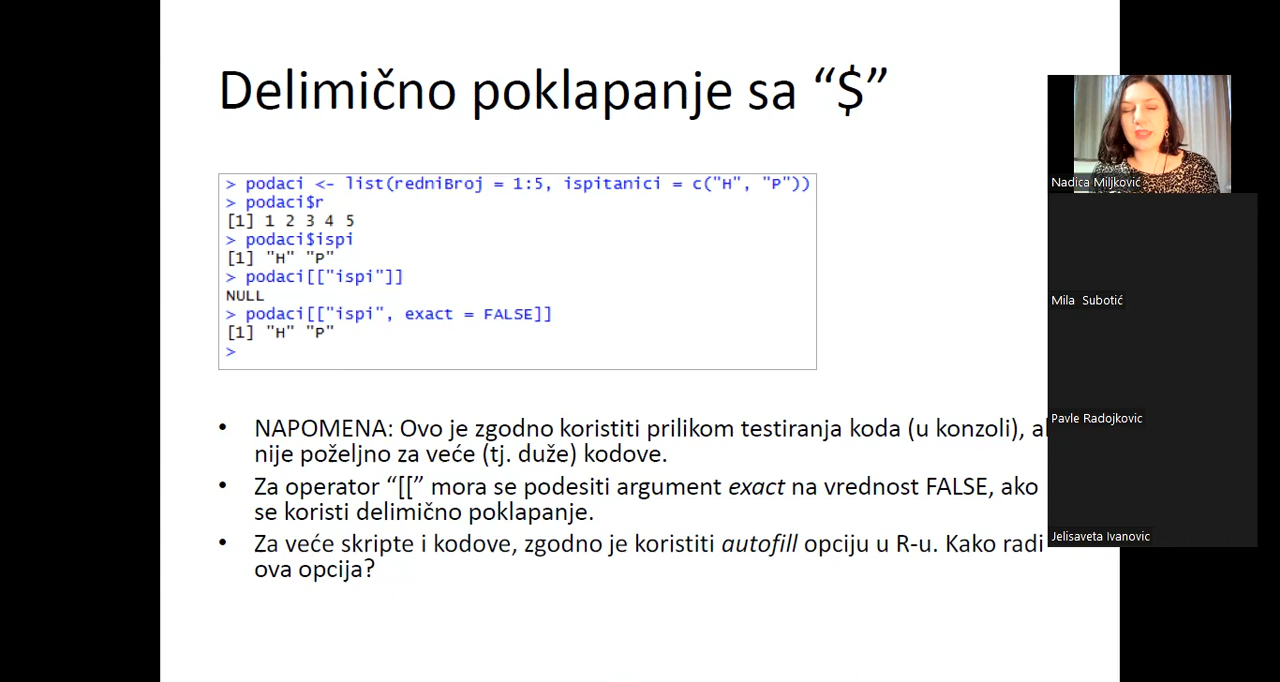 Delimično poklapanje sa “$”
> podaci <- list(redniBroj = 1:5, ispitanici = c("H", "P"))
> podaci$r
[1] 1 2 3 4 5
> podaci$ispi
[1] "H" "P"
> podaci[["ispi"]]
NULL
> podaci[["ispi", exact = FALSE]]
[1] "H" "P"
>
• NAPOMENA: Ovo je zgodno koristiti prilikom testiranja koda (u konzoli),
nije poželjno za veće (tj. duže) kodove.
• Za operator “[[” mora se podesiti argument exact na vrednost FALSE, ako
se koristi delimično poklapanje.
• Za veće skripte i kodove, zgodno je koristiti autofill opciju u R-u. Kako radi
ova opcija?
Nadica Miljković
Mila Subotić
Pavle Radojkovic
Jelisaveta Ivanovic